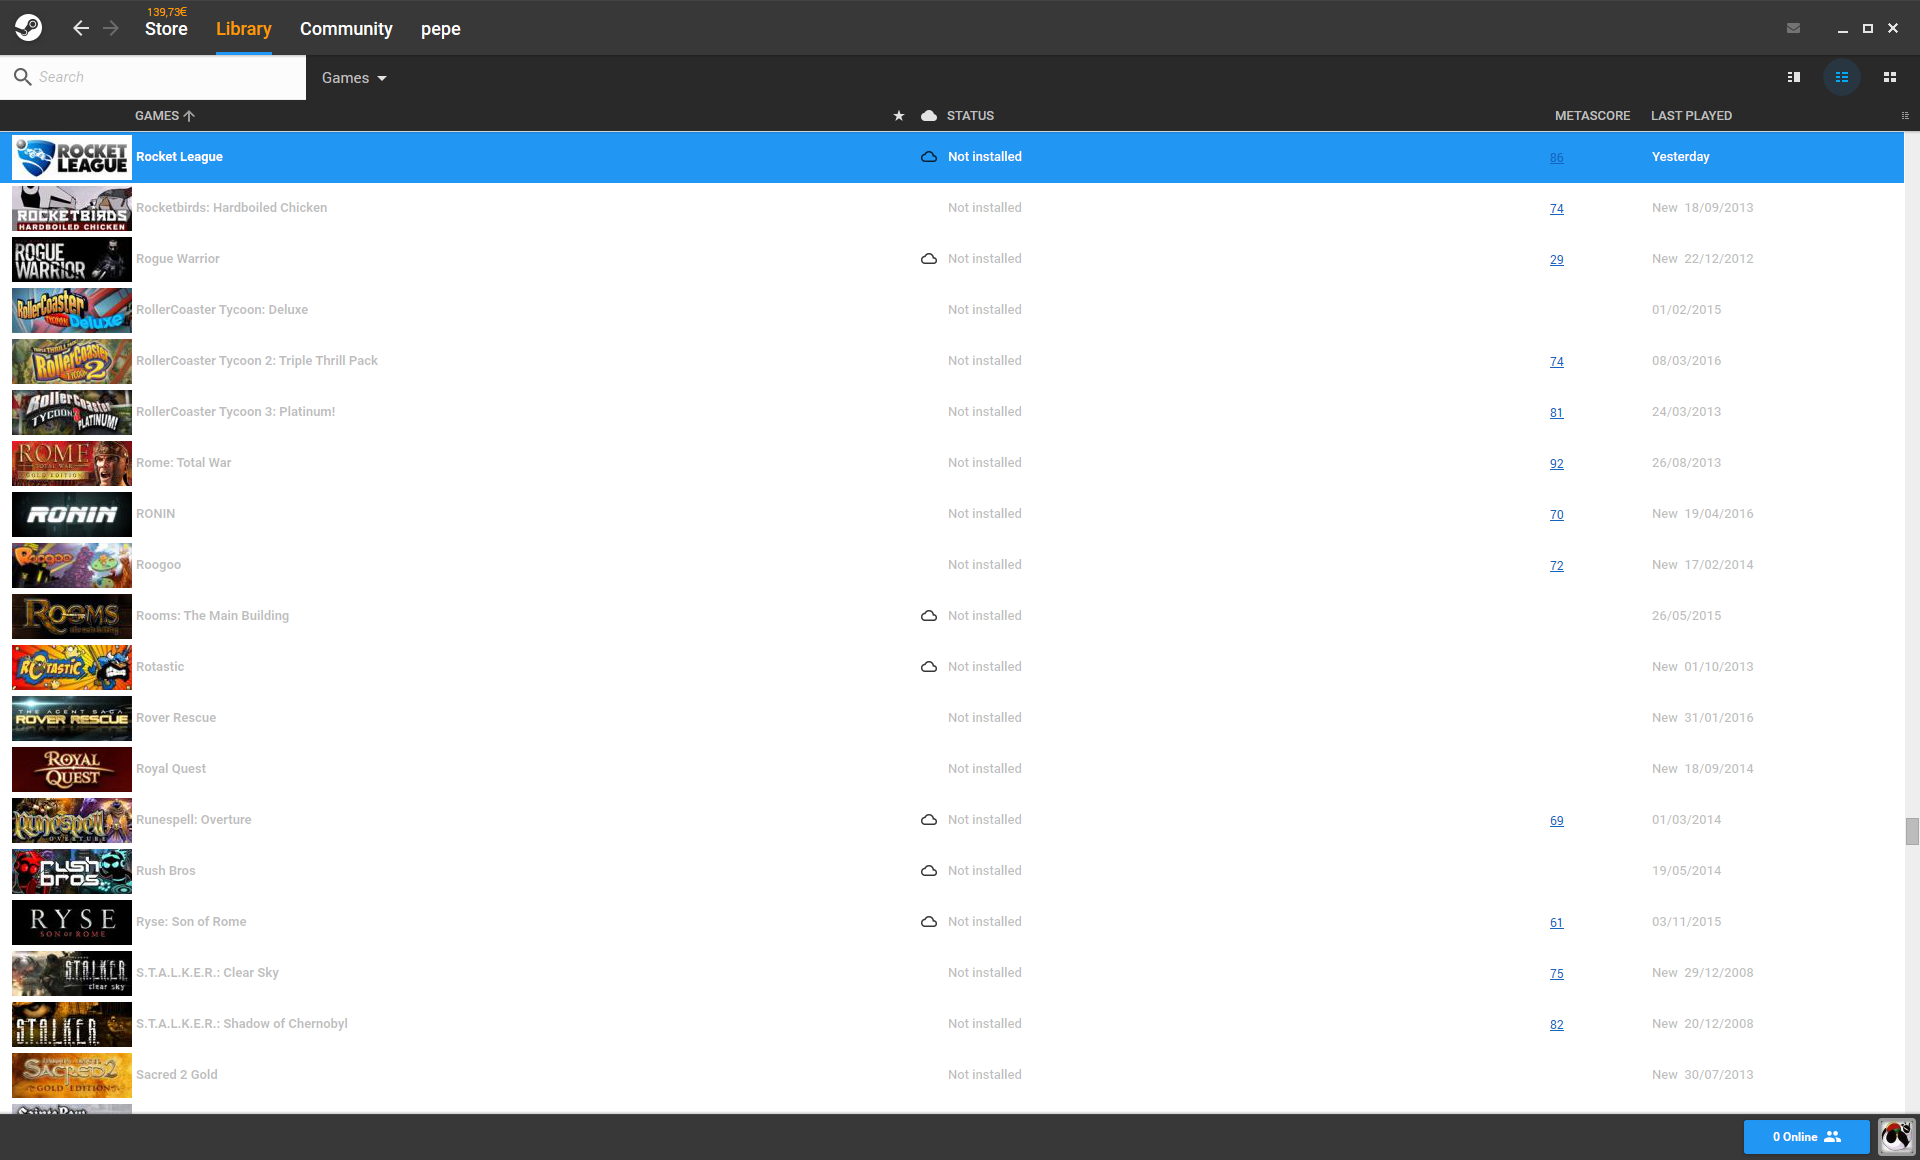 139,73€
Store Library Community pepe
Search Games
GAMES STATUS METASCORE LAST PLAYED
ROCKET LEAGUE Rocket League Not installed 86 Yesterday
ROCKETBIRDS HARDBOILED CHICKEN Rocketbirds: Hardboiled Chicken Not installed 74 New 18/09/2013
ROGUE WARRIOR Rogue Warrior Not installed 29 New 22/12/2012
RollerCoaster TYCOON Deluxe RollerCoaster Tycoon: Deluxe Not installed 01/02/2015
RollerCoaster 2 RollerCoaster Tycoon 2: Triple Thrill Pack Not installed 74 08/03/2016
RollerCoaster TYCOON 3 PLATINUM! RollerCoaster Tycoon 3: Platinum! Not installed 81 24/03/2013
ROME TOTAL WAR GOLD EDITION Rome: Total War Not installed 92 26/08/2013
RONIN RONIN Not installed 70 New 19/04/2016
Roogoo Roogoo Not installed 72 New 17/02/2014
ROOMS Rooms: The Main Building Not installed 26/05/2015
ROTASTIC Rotastic Not installed New 01/10/2013
THE AGENT SAGA ROVER RESCUE Rover Rescue Not installed New 31/01/2016
ROYAL QUEST Royal Quest Not installed New 18/09/2014
Runespell OVERTURE Runespell: Overture Not installed 69 01/03/2014
rush bros. Rush Bros Not installed 19/05/2014
RYSE SON OF ROME Ryse: Son of Rome Not installed 61 03/11/2015
S.T.A.L.K.E.R. clear sky S.T.A.L.K.E.R.: Clear Sky Not installed 75 New 29/12/2008
S.T.A.L.K.E.R. S.T.A.L.K.E.R.: Shadow of Chernobyl Not installed 82 New 20/12/2008
SACRED 2 GOLD EDITION Sacred 2 Gold Not installed New 30/07/2013
0 Online